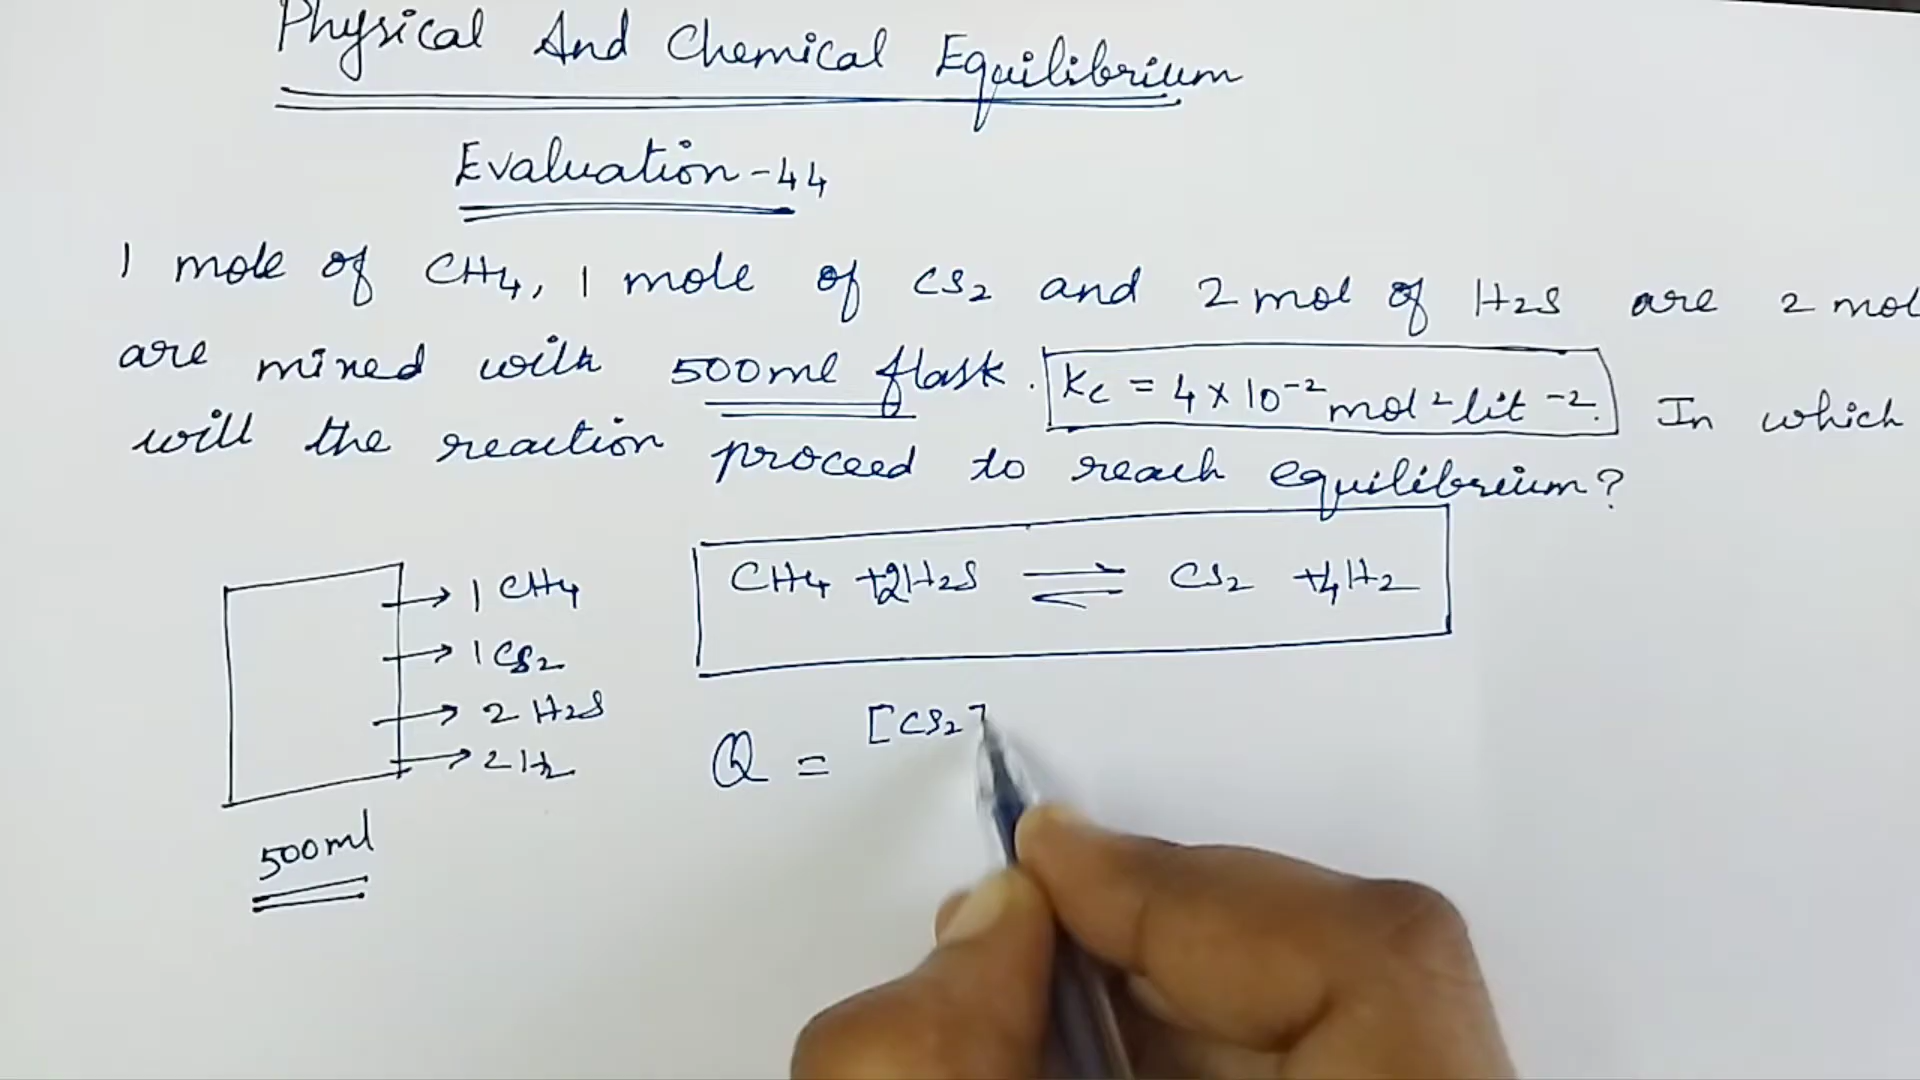 Physical And Chemical Equilibrium
Evaluation-44
1 mole of CH4, 1 mole of CS2 and 2 mol of H2S are 2 mol
are mixed with 500ml flask. Kc = 4 x 10⁻² mol² lit⁻². In which
will the reaction proceed to reach equilibrium?
CH4 +2H2S ⇌ CS2 +4H2
1 CH4
1 CS2
2 H2S
2 H2
500ml
Q = [CS2]